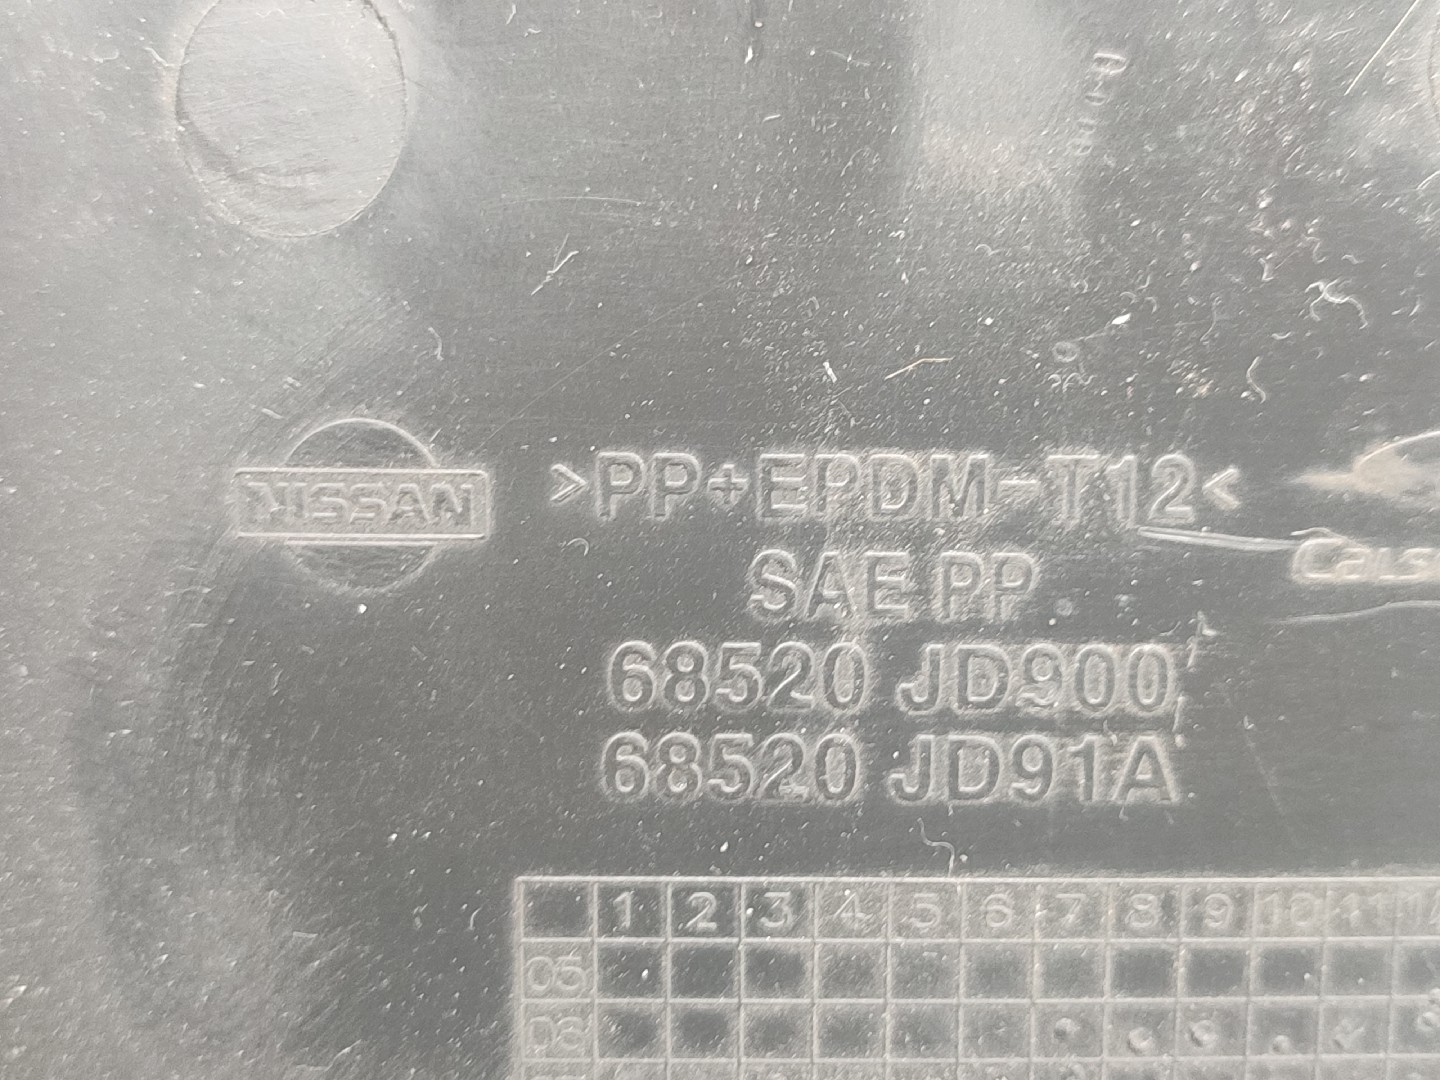 NISSAN
>PP+EPDM-T12<
SAE PP
Cals
68520 JD900
68520 JD91A
1 2 3 4 5 6 7 8 9 10 11
05